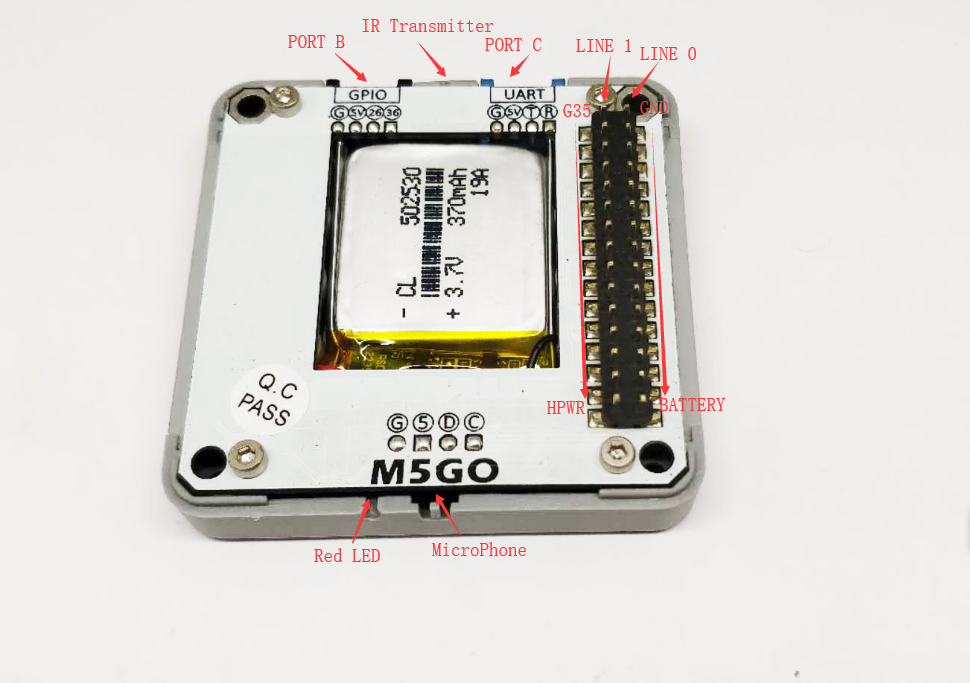 IR Transmitter
PORT B
PORT C
LINE 1
LINE 0
GPIO
UART
G 5V 26 36
G 5V T R
G35
GND
502530
370mAh
19A
- CL
+ 3.7V
HPWR
BATTERY
Q.C
PASS
G 5 D C
M5GO
Red LED
MicroPhone